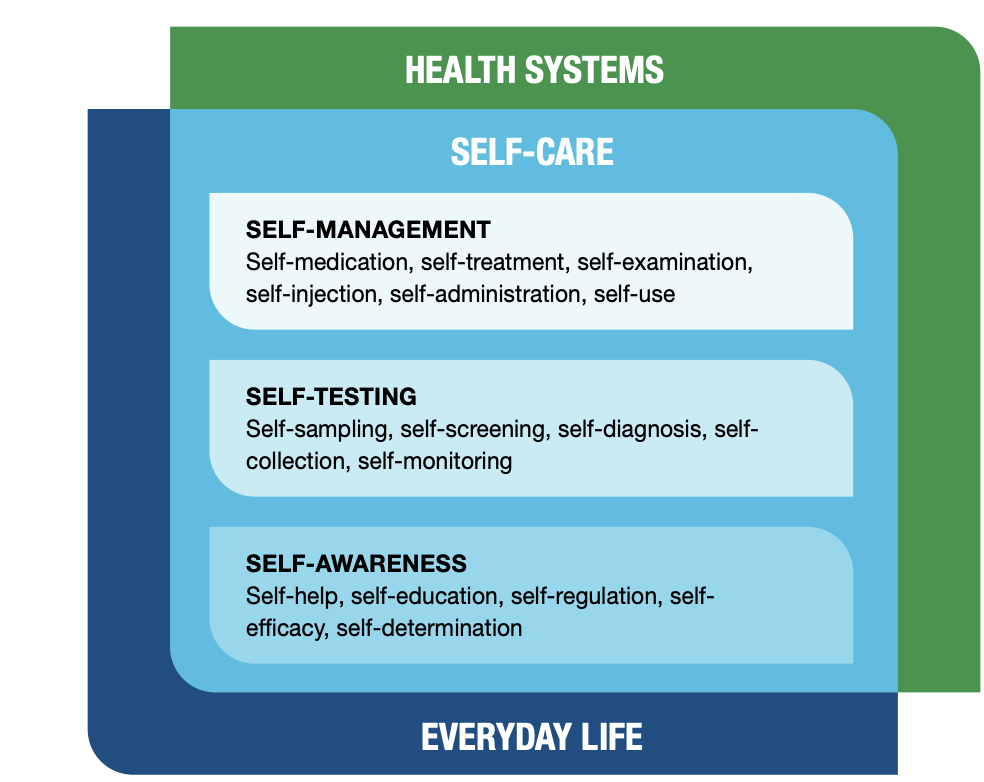 HEALTH SYSTEMS
SELF-CARE
SELF-MANAGEMENT
Self-medication, self-treatment, self-examination,
self-injection, self-administration, self-use
SELF-TESTING
Self-sampling, self-screening, self-diagnosis, self-
collection, self-monitoring
SELF-AWARENESS
Self-help, self-education, self-regulation, self-
efficacy, self-determination
EVERYDAY LIFE